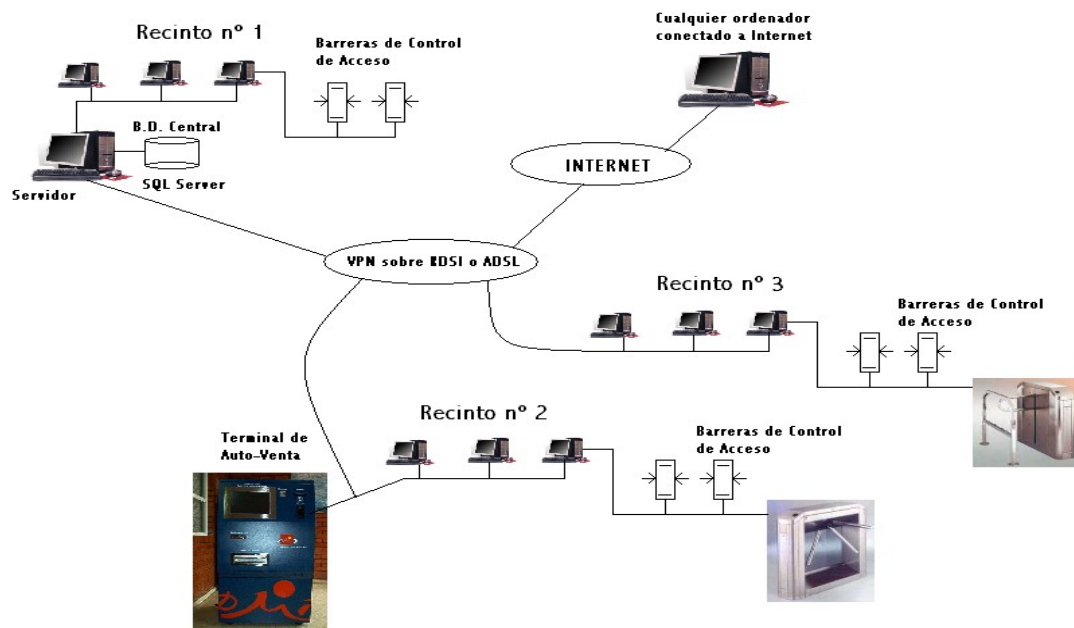 Recinto nº 1
Barreras de Control
de Acceso
Cualquier ordenador
conectado a Internet
B.D. Central
SQL Server
Servidor
INTERNET
VPN sobre RDSI o ADSL
Recinto nº 3
Barreras de Control
de Acceso
Recinto nº 2
Barreras de Control
de Acceso
Terminal de
Auto-Venta